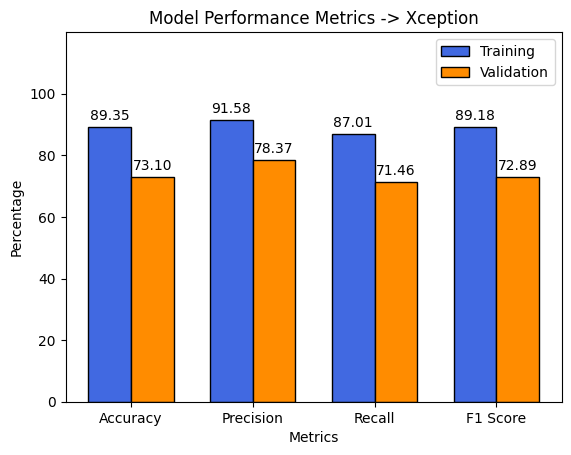 Model Performance Metrics -> Xception
Training
Validation
100
80
60
40
20
0
Percentage
89.35
73.10
91.58
78.37
87.01
71.46
89.18
72.89
Accuracy
Precision
Recall
F1 Score
Metrics